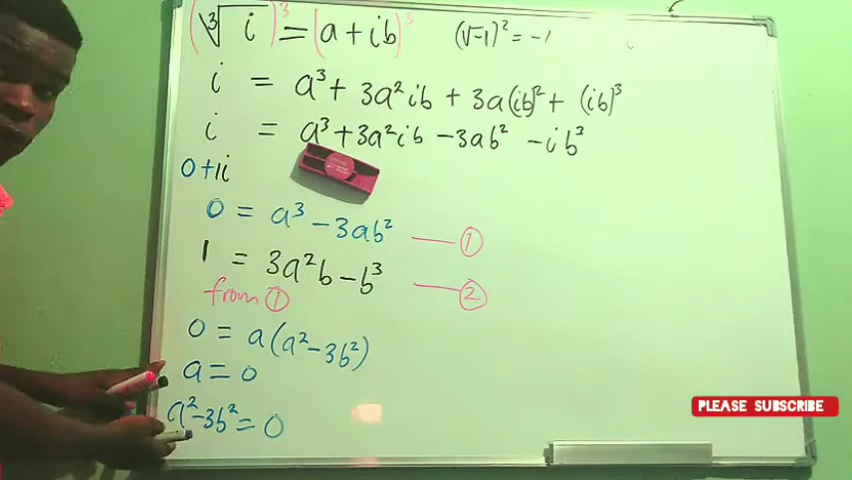 (∛i)³ = (a + ib)³ (√-1)² = -1
i = a³ + 3a²ib + 3a(ib)² + (ib)³
i = a³ + 3a²ib - 3ab² - ib³
0 + 1i
0 = a³ - 3ab² — ①
1 = 3a²b - b³ — ②
from ①
0 = a(a² - 3b²)
a = 0
a² - 3b² = 0
PLEASE SUBSCRIBE